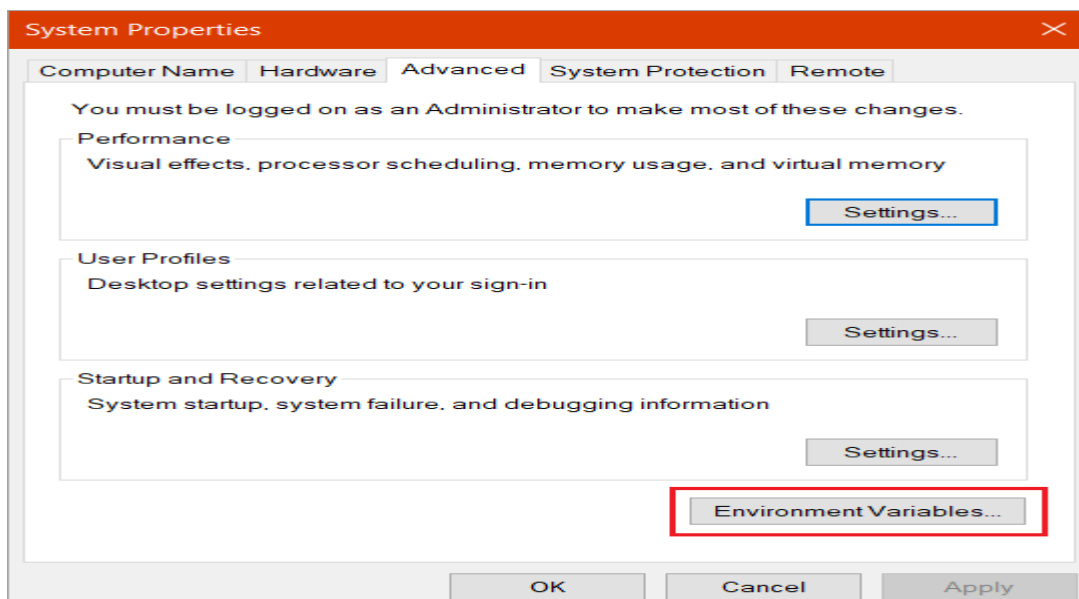 System Properties
Computer Name Hardware Advanced System Protection Remote
You must be logged on as an Administrator to make most of these changes.
Performance
Visual effects, processor scheduling, memory usage, and virtual memory
Settings...
User Profiles
Desktop settings related to your sign-in
Settings...
Startup and Recovery
System startup, system failure, and debugging information
Settings...
Environment Variables...
OK Cancel Apply